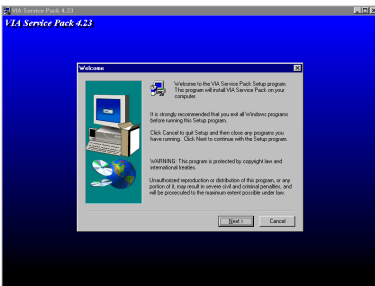 VIA Service Pack 4.23
VIA Service Pack 4.23
Welcome
Welcome to the VIA Service Pack Setup program.
This program will install VIA Service Pack on your
computer.
It is strongly recommended that you exit all Windows programs
before running this Setup program.
Click Cancel to quit Setup and then close any programs you
have running. Click Next to continue with the Setup program.
WARNING: This program is protected by copyright law and
international treaties.
Unauthorized reproduction or distribution of this program, or any
portion of it, may result in severe civil and criminal penalties, and
will be prosecuted to the maximum extent possible under law.
Next >
Cancel